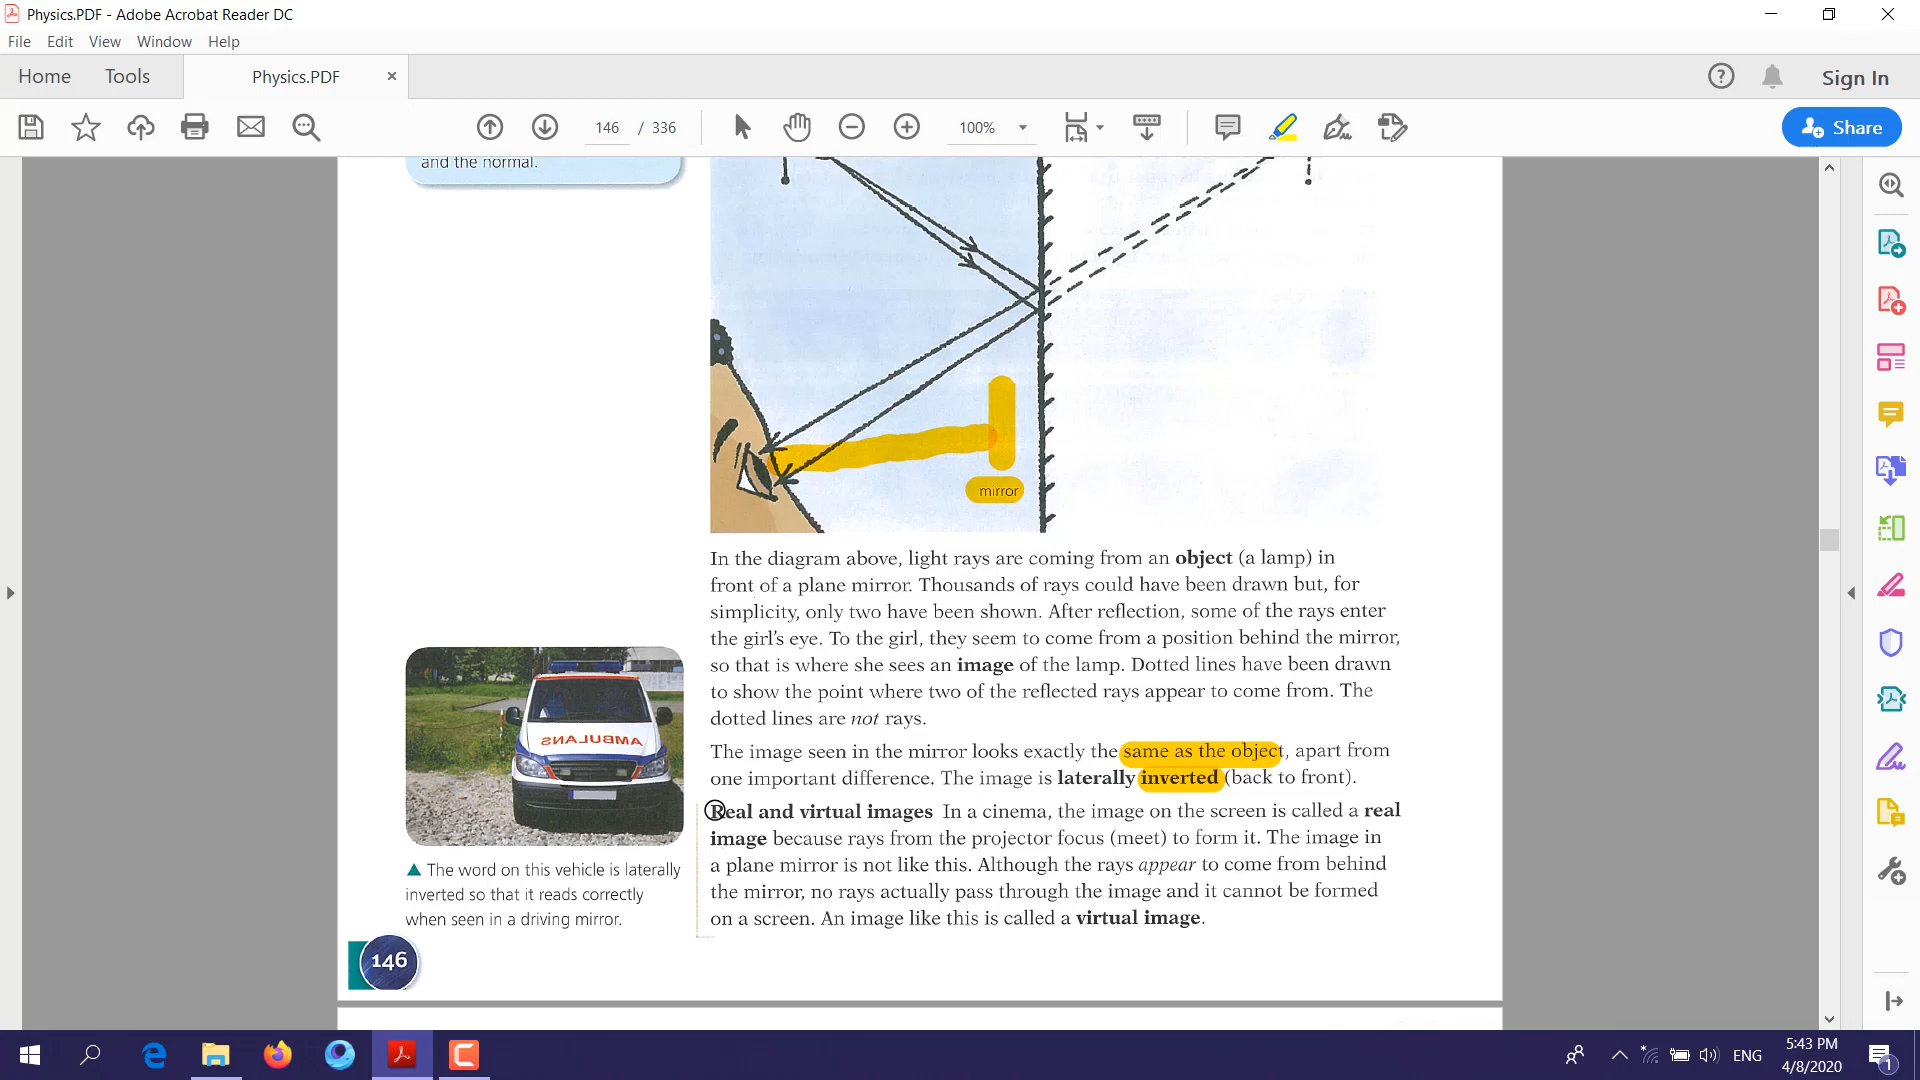 Physics.PDF - Adobe Acrobat Reader DC
File Edit View Window Help
Home Tools Physics.PDF Sign In
146 / 336 100% Share
and the normal.
mirror
In the diagram above, light rays are coming from an object (a lamp) in
front of a plane mirror. Thousands of rays could have been drawn but, for
simplicity, only two have been shown. After reflection, some of the rays enter
the girl's eye. To the girl, they seem to come from a position behind the mirror,
so that is where she sees an image of the lamp. Dotted lines have been drawn
to show the point where two of the reflected rays appear to come from. The
dotted lines are not rays.
The image seen in the mirror looks exactly the same as the object, apart from
one important difference. The image is laterally inverted (back to front).
Real and virtual images In a cinema, the image on the screen is called a real
image because rays from the projector focus (meet) to form it. The image in
a plane mirror is not like this. Although the rays appear to come from behind
the mirror, no rays actually pass through the image and it cannot be formed
on a screen. An image like this is called a virtual image.
AMBULANS
▲ The word on this vehicle is laterally
inverted so that it reads correctly
when seen in a driving mirror.
146
ENG
5:43 PM
4/8/2020
1